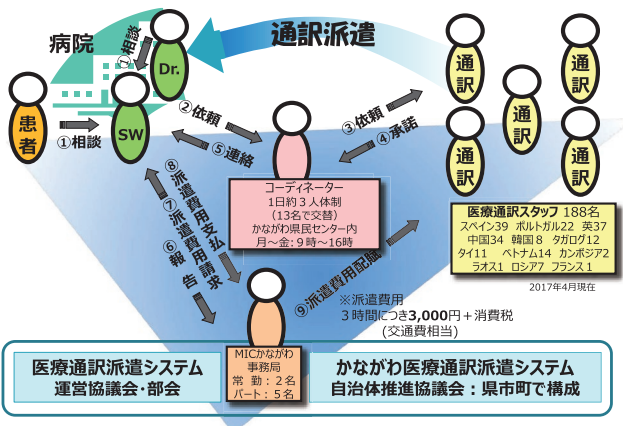 通訳派遣
病院
①相談
Dr.
患者
①相談
SW
②依頼
⑤連絡
③依頼
④承諾
通訳
通訳
通訳
通訳
通訳
コーディネーター
1日約3人体制
(13名で交替)
かながわ県民センター内
月〜金:9時〜16時
医療通訳スタッフ 188名
スペイン39 ポルトガル22 英37
中国34 韓国8 タガログ12
タイ11 ベトナム14 カンボジア2
ラオス1 ロシア7 フランス1
2017年4月現在
⑧派遣費用支払
⑦派遣費用請求
⑥報告
⑨派遣費用配賦
※派遣費用
3時間につき3,000円+消費税
(交通費相当)
MICかながわ
事務局
常勤:2名
パート:5名
医療通訳派遣システム
運営協議会・部会
かながわ医療通訳派遣システム
自治体推進協議会:県市町で構成